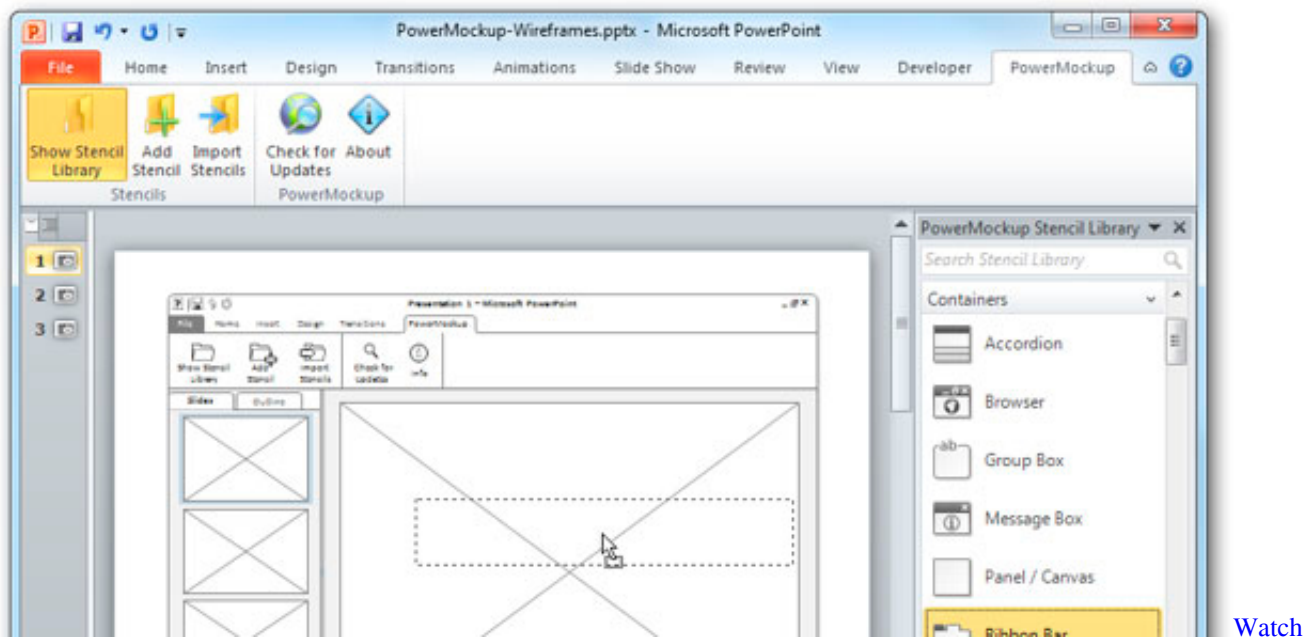 PowerMockup-Wireframes.pptx - Microsoft PowerPoint
File Home Insert Design Transitions Animations Slide Show Review View Developer PowerMockup
Show Stencil Library
Add Stencil
Import Stencils
Check for Updates
About
Stencils
PowerMockup
PowerMockup Stencil Library
Search Stencil Library
1
2
3
Presentation 1 - Microsoft PowerPoint
File Home Insert Design Transitions PowerMockup
Show Stencil Library
Add Stencil
Import Stencils
Check for Updates
Info
Slides Outline
Containers
Accordion
Browser
ab
Group Box
Message Box
Panel / Canvas
Ribbon Bar
Watch